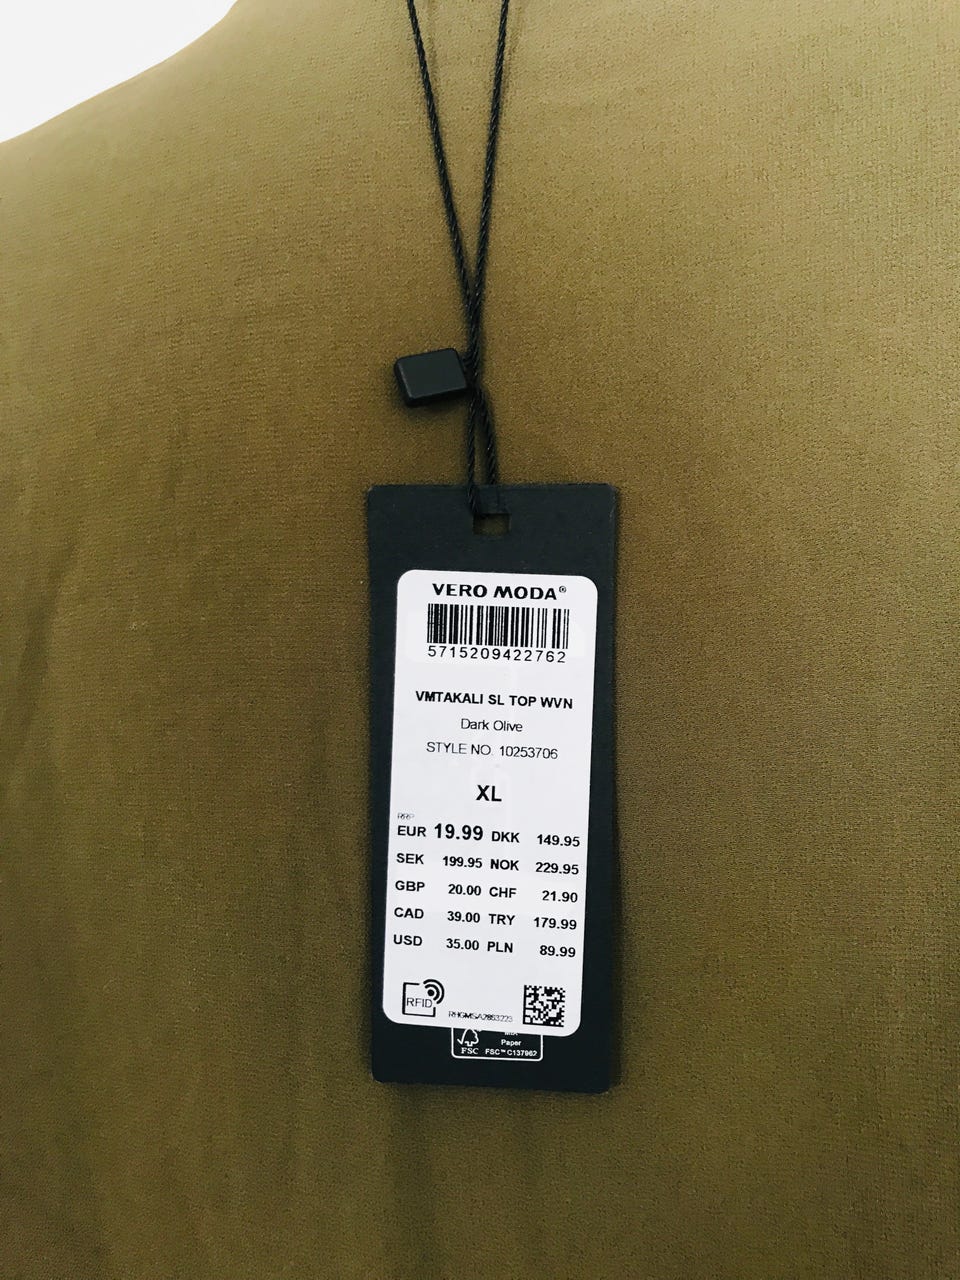 VERO MODA®
5715209422762
VMTAKALI SL TOP WVN
Dark Olive
STYLE NO. 10253706
XL
RRP
EUR 19.99 DKK 149.95
SEK 199.95 NOK 229.95
GBP 20.00 CHF 21.90
CAD 39.00 TRY 179.99
USD 35.00 PLN 89.99
RFID
Paper
FSC FSC™ C137962